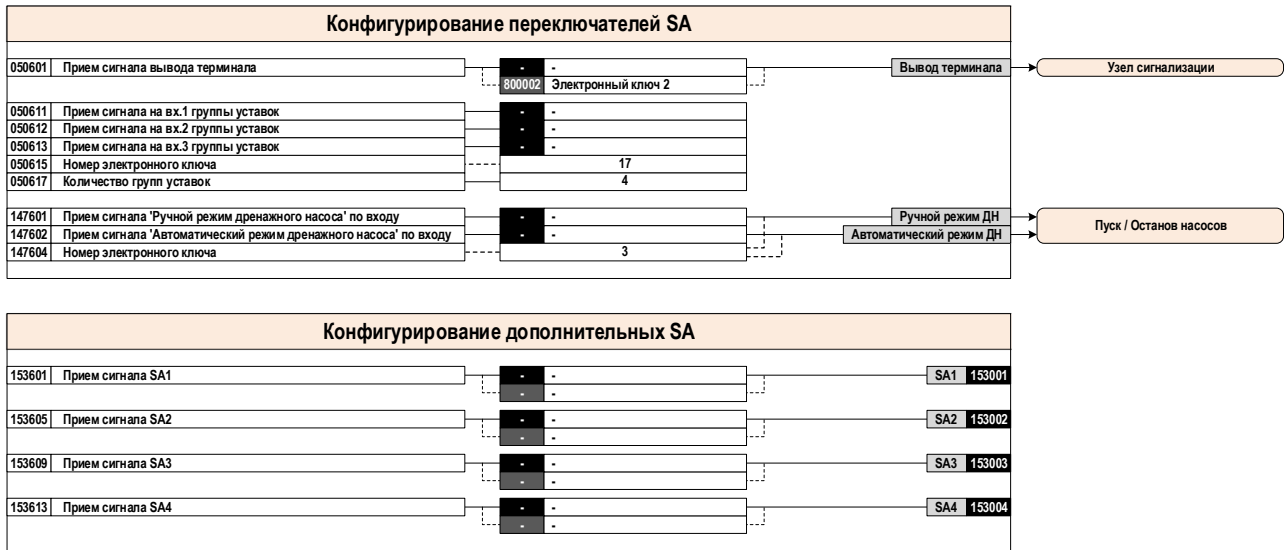 Конфигурирование переключателей SA
050601 Прием сигнала вывода терминала - - Вывод терминала Узел сигнализации
800002 Электронный ключ 2
050611 Прием сигнала на вх.1 группы уставок - -
050612 Прием сигнала на вх.2 группы уставок - -
050613 Прием сигнала на вх.3 группы уставок - -
050615 Номер электронного ключа 17
050617 Количество групп уставок 4
147601 Прием сигнала 'Ручной режим дренажного насоса' по входу - - Ручной режим ДН
Пуск / Останов насосов
147602 Прием сигнала 'Автоматический режим дренажного насоса' по входу - - Автоматический режим ДН
147604 Номер электронного ключа 3
Конфигурирование дополнительных SA
153601 Прием сигнала SA1 - - SA1 153001
- -
153605 Прием сигнала SA2 - - SA2 153002
- -
153609 Прием сигнала SA3 - - SA3 153003
- -
153613 Прием сигнала SA4 - - SA4 153004
- -